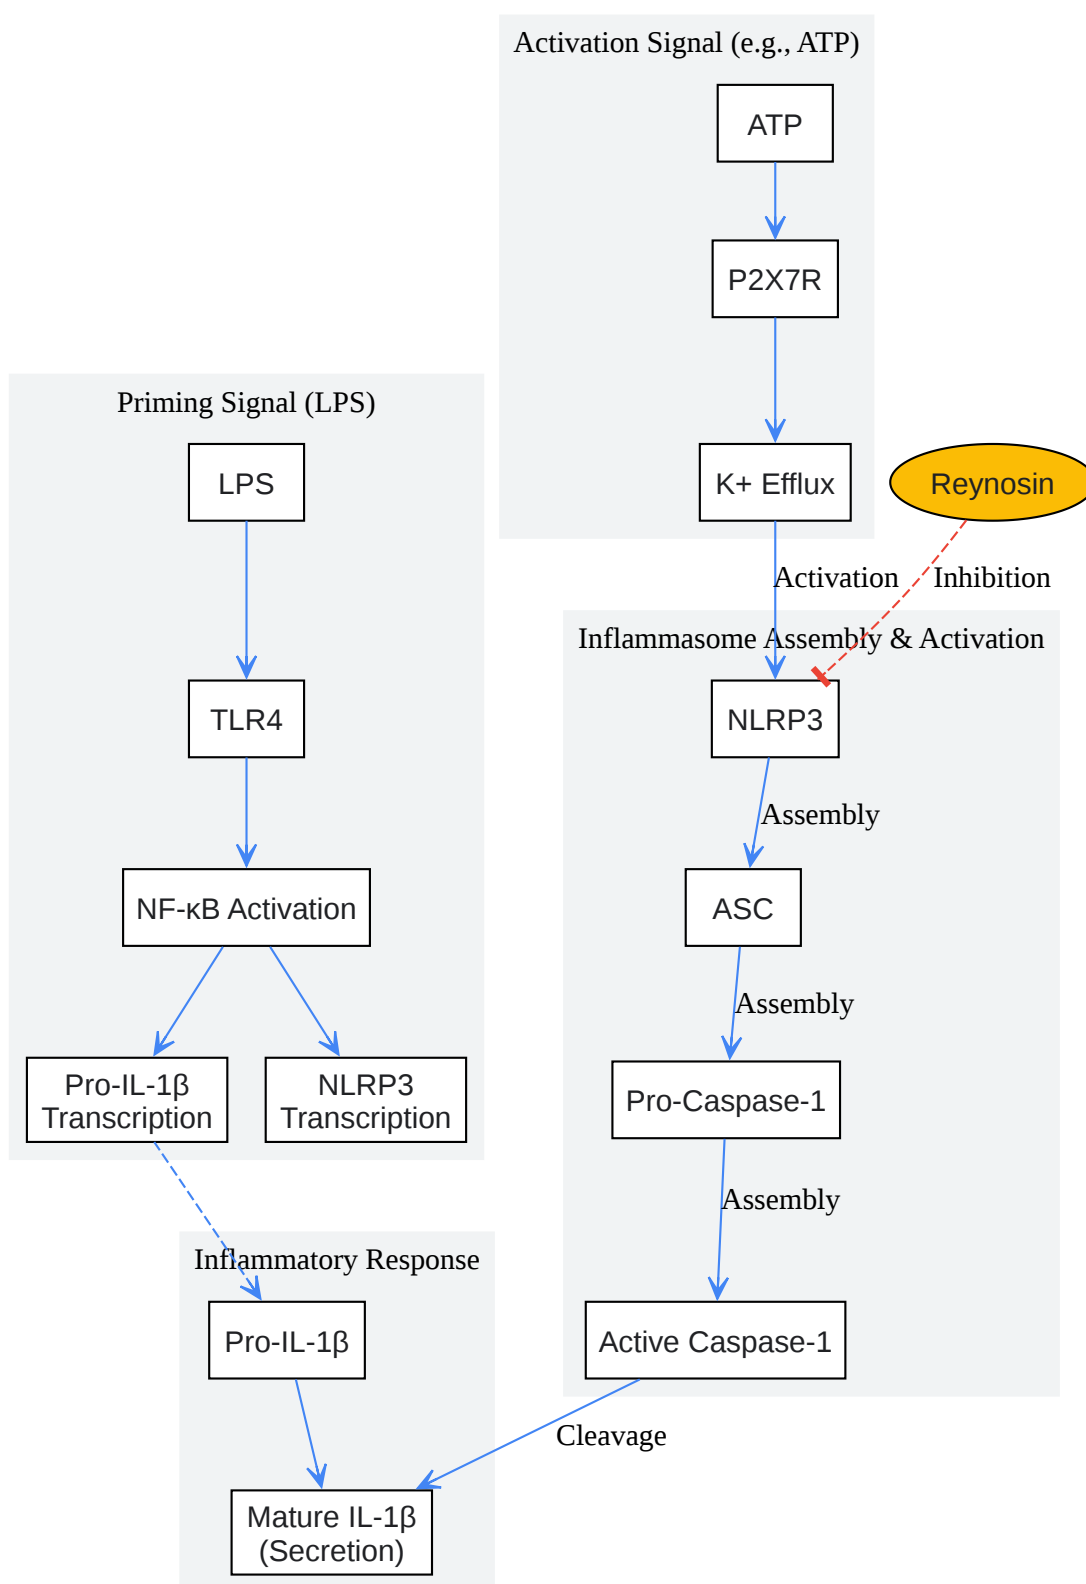 Activation Signal (e.g., ATP)
ATP
P2X7R
K+ Efflux
Reynosin
Activation
Inhibition
Priming Signal (LPS)
LPS
TLR4
NF-κB Activation
Pro-IL-1β
Transcription
NLRP3
Transcription
Inflammasome Assembly & Activation
NLRP3
Assembly
ASC
Assembly
Pro-Caspase-1
Assembly
Active Caspase-1
Cleavage
Inflammatory Response
Pro-IL-1β
Mature IL-1β
(Secretion)